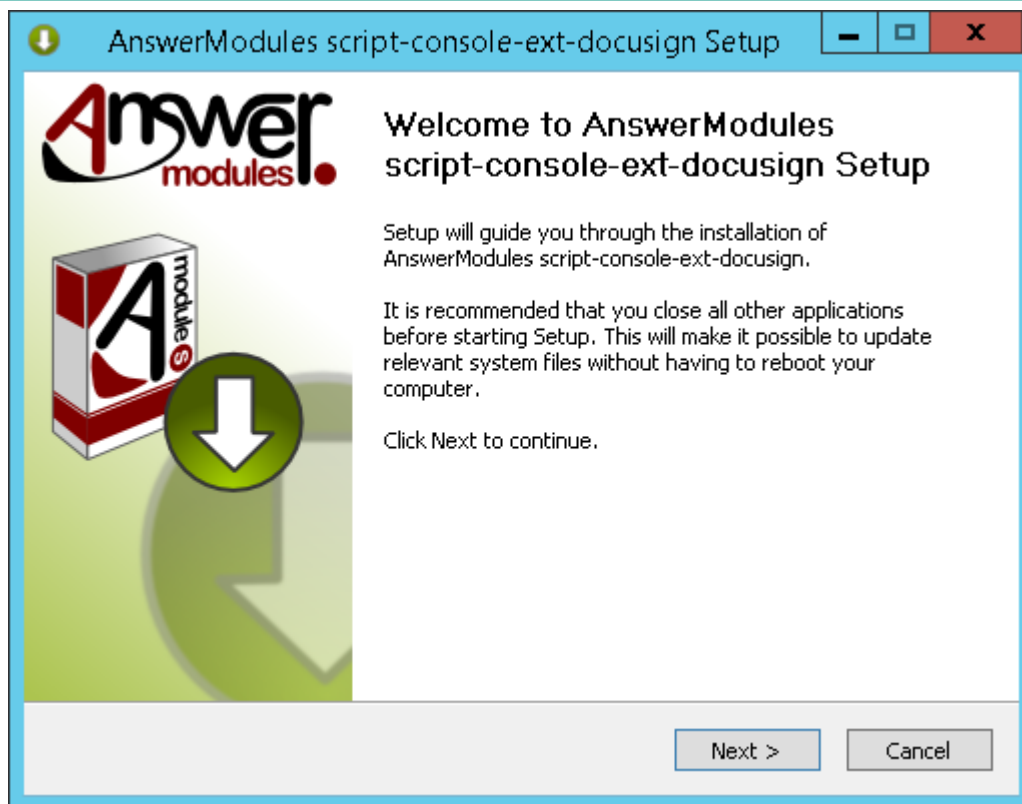 AnswerModules script-console-ext-docusign Setup
Answer
modules
Welcome to AnswerModules
script-console-ext-docusign Setup
Setup will guide you through the installation of
AnswerModules script-console-ext-docusign.
It is recommended that you close all other applications
before starting Setup. This will make it possible to update
relevant system files without having to reboot your
computer.
Click Next to continue.
A
modules
Next >
Cancel